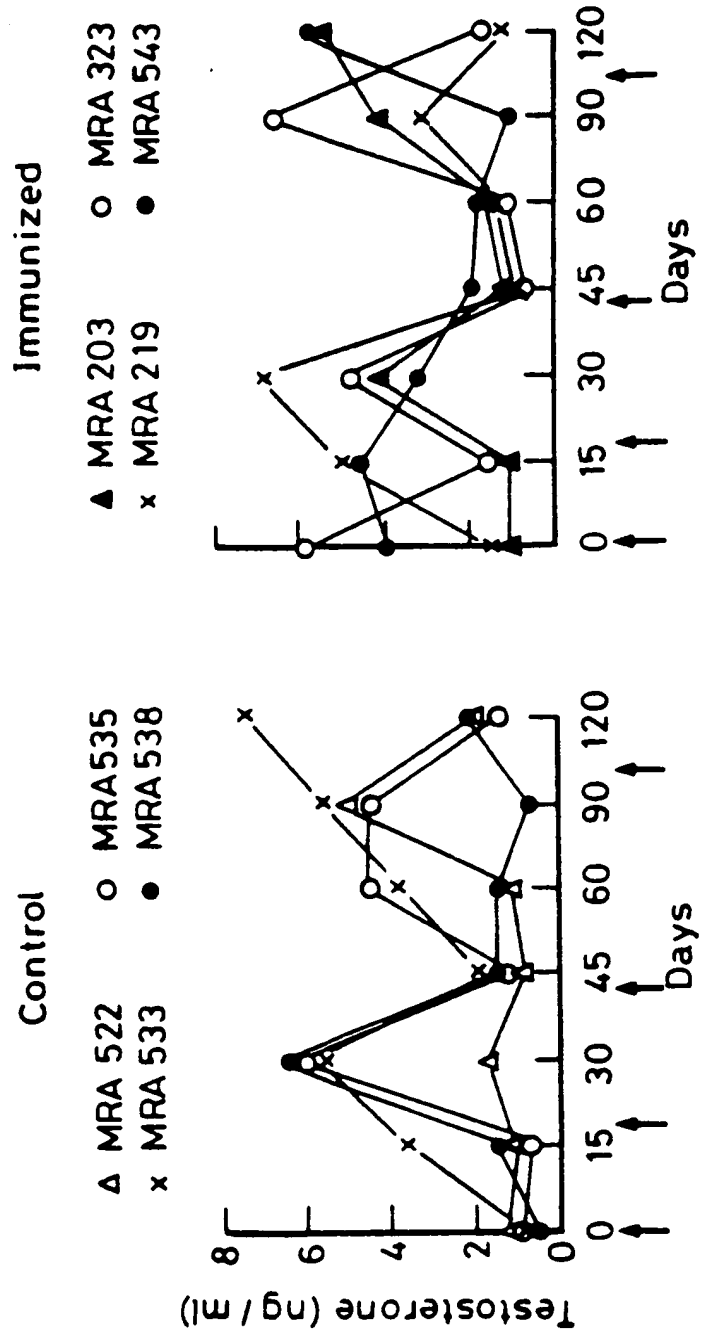 Control
△ MRA 522 ○ MRA 535
× MRA 533 ● MRA 538
Testosterone (ng/ml)
8
6
4
2
0
0 15 30 45 60 90 120
Days
Immunized
▲ MRA 203 ○ MRA 323
× MRA 219 ● MRA 543
0 15 30 45 60 90 120
Days